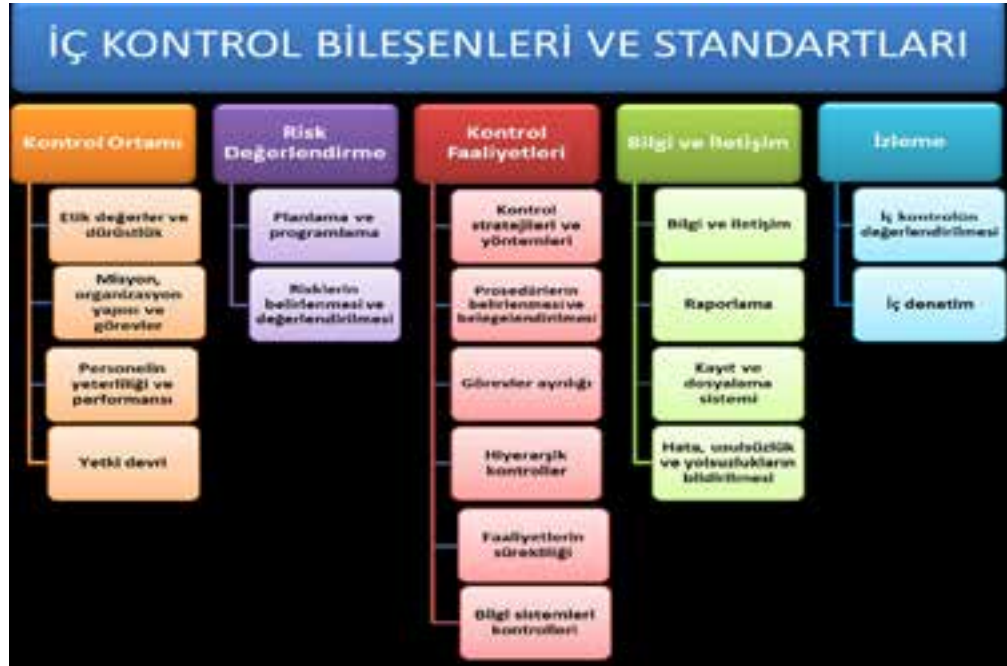 İÇ KONTROL BİLEŞENLERİ VE STANDARTLARI
Kontrol Ortamı
Etik değerler ve
dürüstlük
Misyon,
organizasyon
yapısı ve
görevler
Personelin
yeterliliği ve
performansı
Yetki devri
Risk
Değerlendirme
Planlama ve
programlama
Risklerin
belirlenmesi ve
değerlendirilmesi
Kontrol
Faaliyetleri
Kontrol
stratejileri ve
yöntemleri
Prosedürlerin
belirlenmesi ve
belegelendirilmesi
Görevler ayrılığı
Hiyerarşik
kontroller
Faaliyetlerin
sürekliliği
Bilgi sistemleri
kontrolleri
Bilgi ve İletişim
Bilgi ve iletişim
Raporlama
Kayıt ve
dosyalama
sistemi
Hata, usulsüzlük
ve yolsuzlukların
bildirilmesi
İzleme
İç kontrolün
değerlendirilmesi
İç denetim